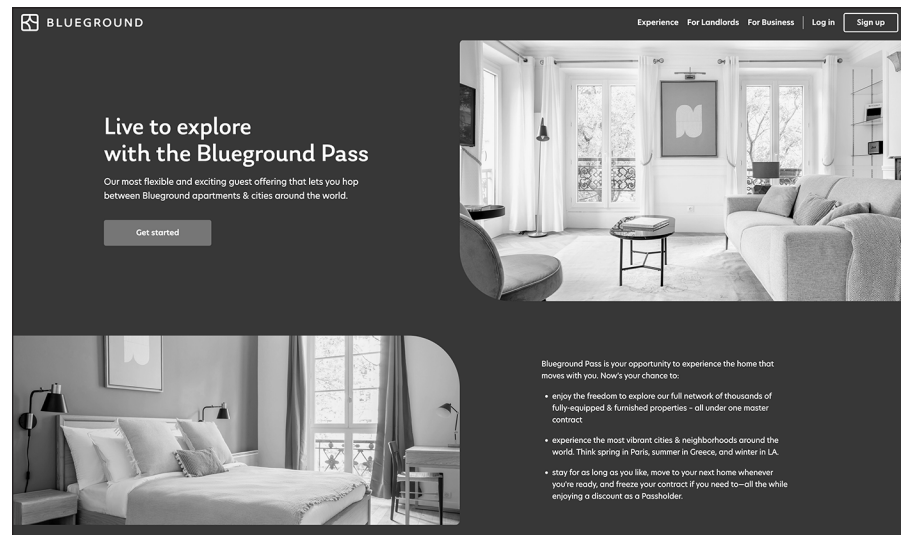 BLUEGROUND
Experience For Landlords For Business Log in Sign up
Live to explore
with the Blueground Pass
Our most flexible and exciting guest offering that lets you hop
between Blueground apartments & cities around the world.
Get started
Blueground Pass is your opportunity to experience the home that
moves with you. Now's your chance to:
• enjoy the freedom to explore our full network of thousands of
fully-equipped & furnished properties – all under one master
contract
• experience the most vibrant cities & neighborhoods around the
world. Think spring in Paris, summer in Greece, and winter in LA.
• stay for as long as you like, move to your next home whenever
you're ready, and freeze your contract if you need to—all the while
enjoying a discount as a Passholder.